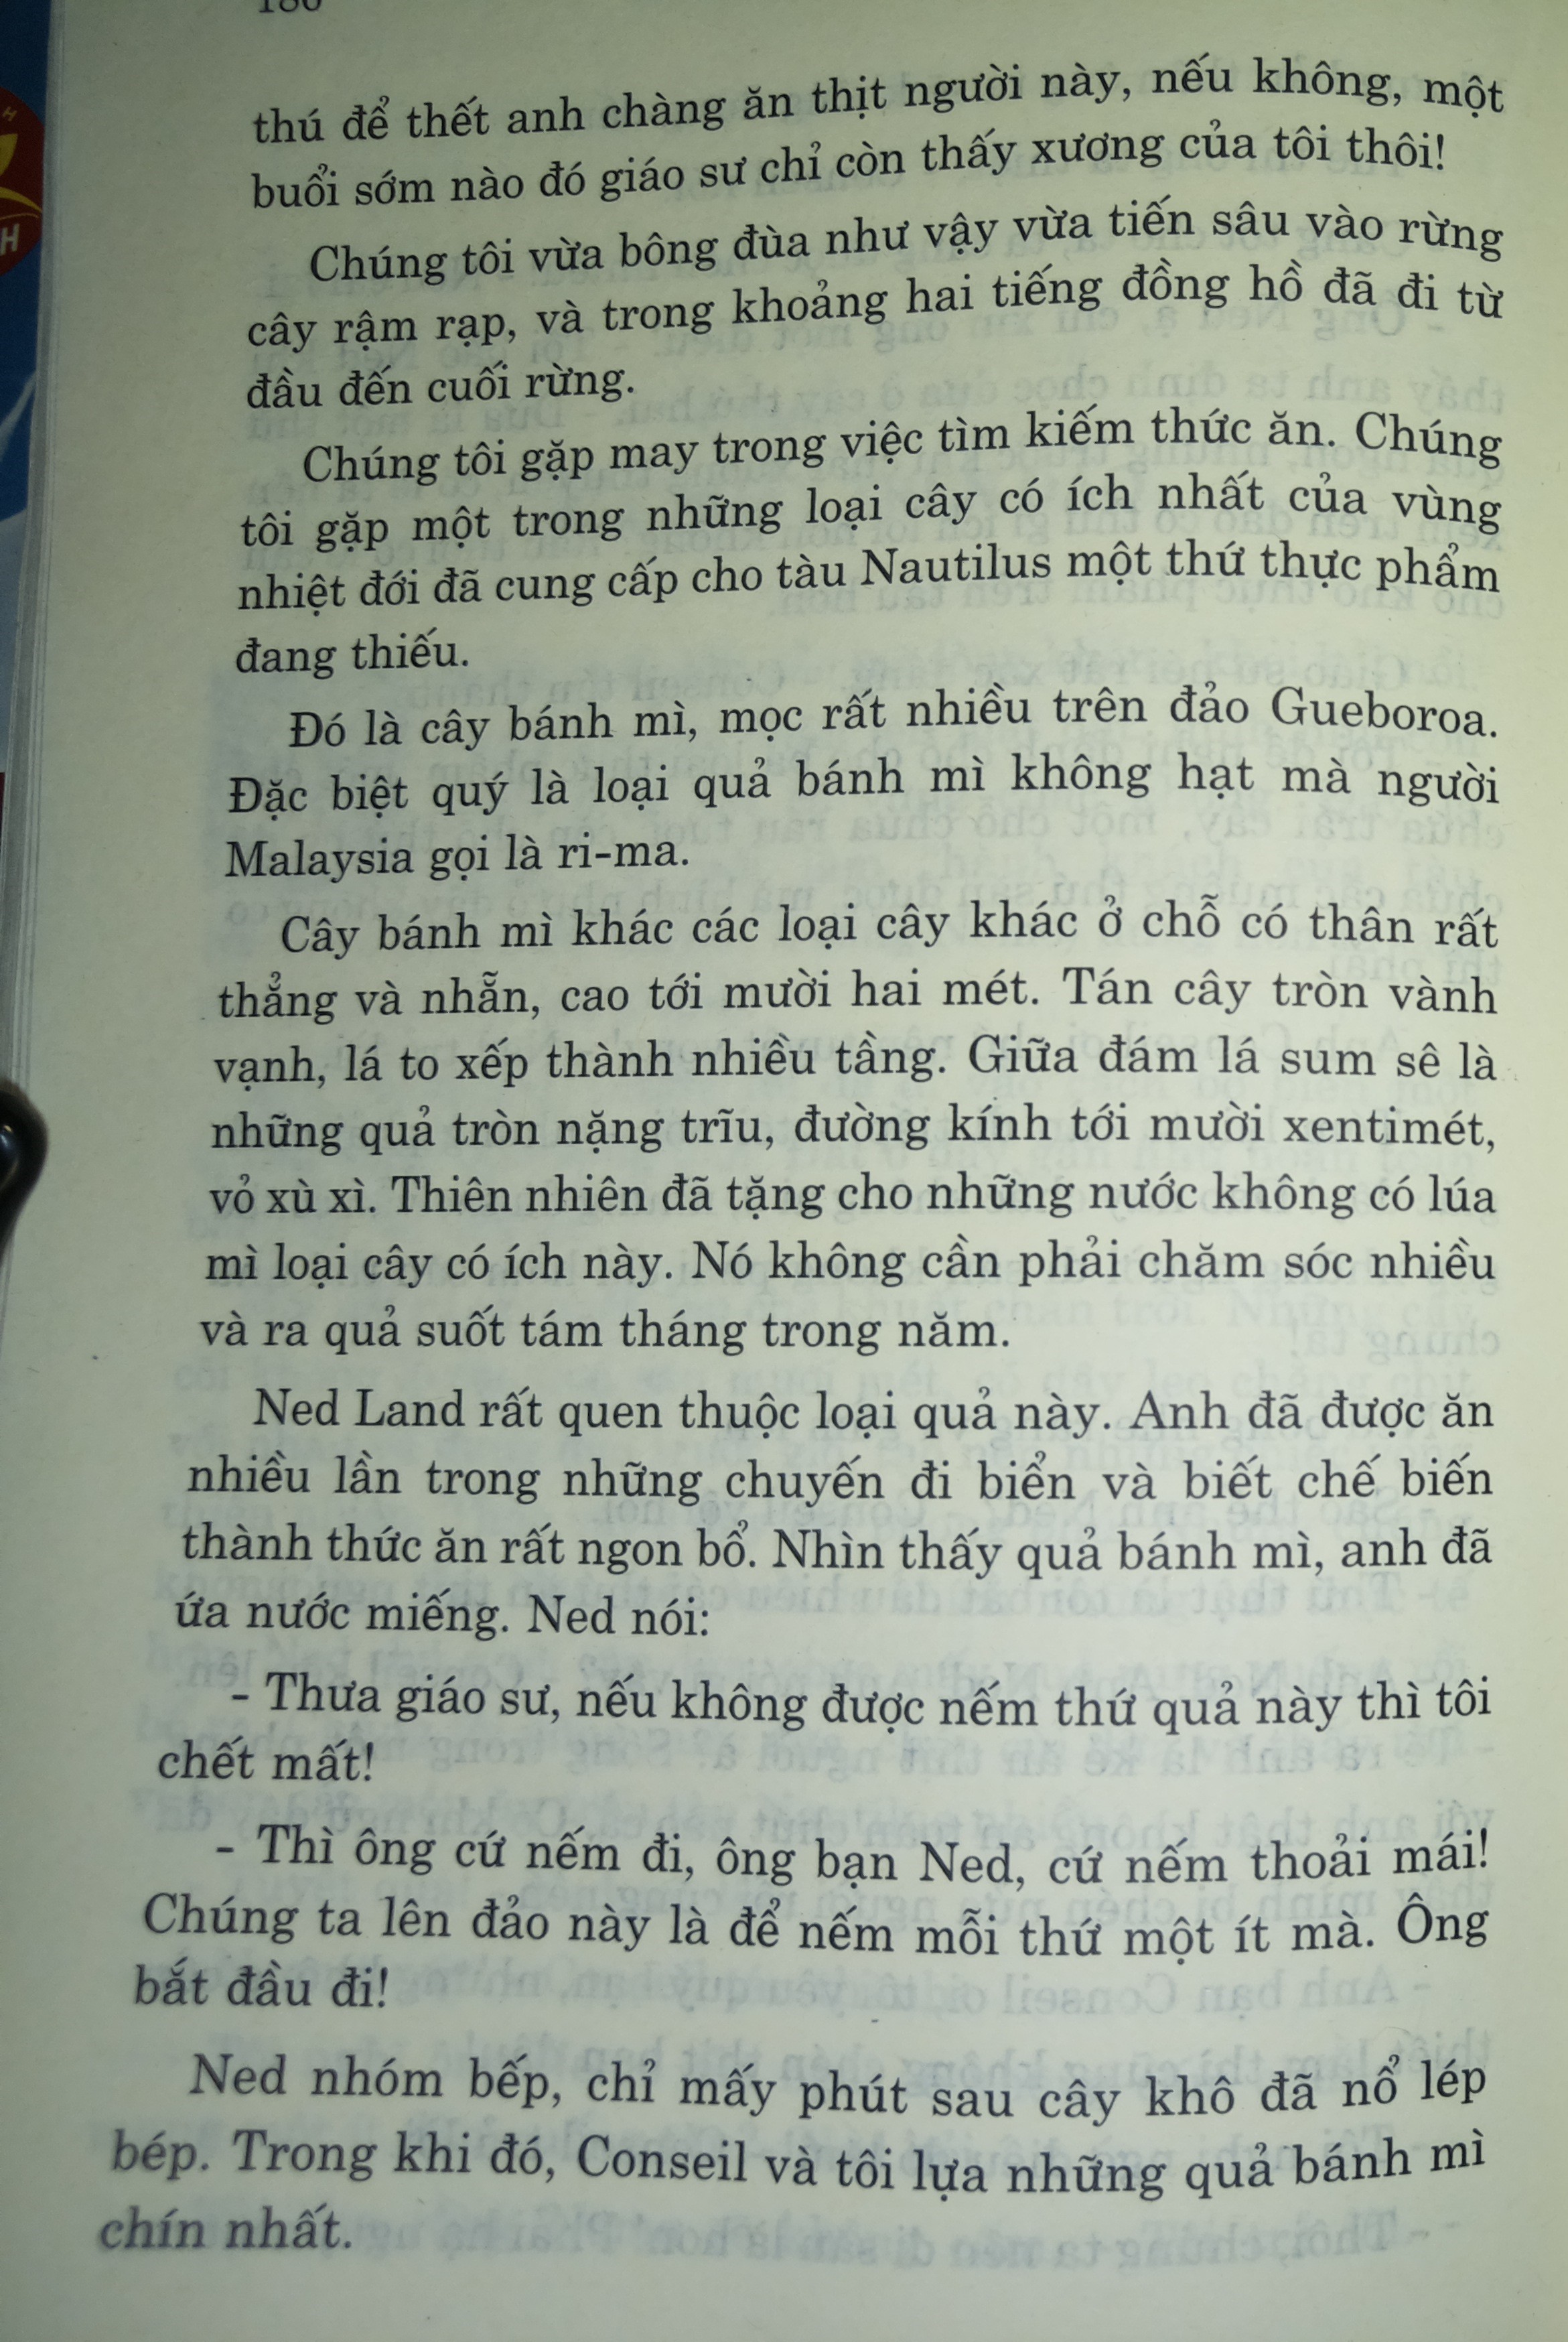 thú để thết anh chàng ăn thịt người này, nếu không, một
buổi sớm nào đó giáo sư chỉ còn thấy xương của tôi thôi!
Chúng tôi vừa bông đùa như vậy vừa tiến sâu vào rừng
cây rậm rạp, và trong khoảng hai tiếng đồng hồ đã đi từ
đầu đến cuối rừng.
Chúng tôi gặp may trong việc tìm kiếm thức ăn. Chúng
tôi gặp một trong những loại cây có ích nhất của vùng
nhiệt đới đã cung cấp cho tàu Nautilus một thứ thực phẩm
đang thiếu.
Đó là cây bánh mì, mọc rất nhiều trên đảo Gueboroa.
Đặc biệt quý là loại quả bánh mì không hạt mà người
Malaysia gọi là ri-ma.
Cây bánh mì khác các loại cây khác ở chỗ có thân rất
thẳng và nhẵn, cao tới mười hai mét. Tán cây tròn vành
vạnh, lá to xếp thành nhiều tầng. Giữa đám lá sum sê là
những quả tròn nặng trĩu, đường kính tới mười xentimét,
vỏ xù xì. Thiên nhiên đã tặng cho những nước không có lúa
mì loại cây có ích này. Nó không cần phải chăm sóc nhiều
và ra quả suốt tám tháng trong năm.
Ned Land rất quen thuộc loại quả này. Anh đã được ăn
nhiều lần trong những chuyến đi biển và biết chế biến
thành thức ăn rất ngon bổ. Nhìn thấy quả bánh mì, anh đã
ứa nước miếng. Ned nói:
- Thưa giáo sư, nếu không được nếm thứ quả này thì tôi
chết mất!
- Thì ông cứ nếm đi, ông bạn Ned, cứ nếm thoải mái!
Chúng ta lên đảo này là để nếm mỗi thứ một ít mà. Ông
bắt đầu đi!
Ned nhóm bếp, chỉ mấy phút sau cây khô đã nổ lép
bép. Trong khi đó, Conseil và tôi lựa những quả bánh mì
chín nhất.